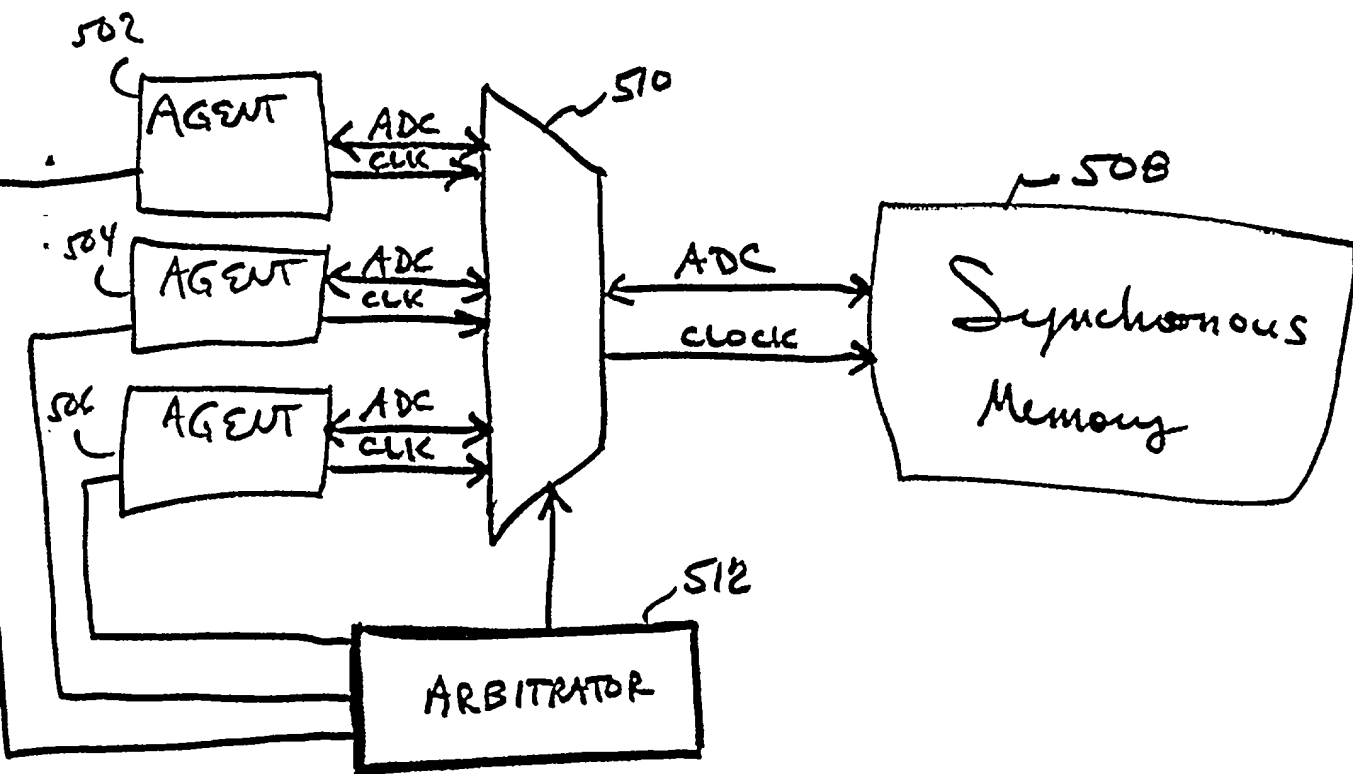 502
AGENT
ADC
CLK
510
508
504
AGENT
ADC
CLK
ADC
CLOCK
Synchronous
Memory
506
AGENT
ADC
CLK
512
ARBITRATOR